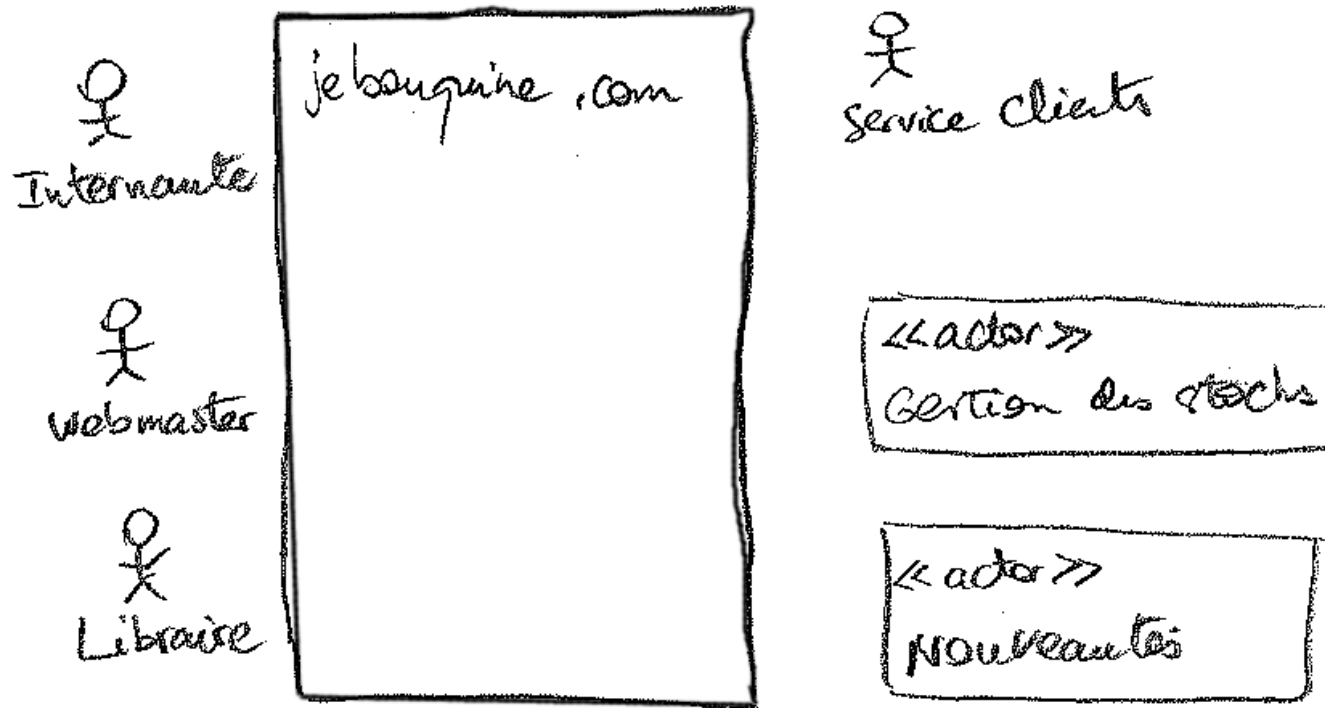 jebouquine.com
Internaute
webmaster
Libraire
Service Clients
<<actor>>
Gestion des stocks
<<actor>>
Nouveautés